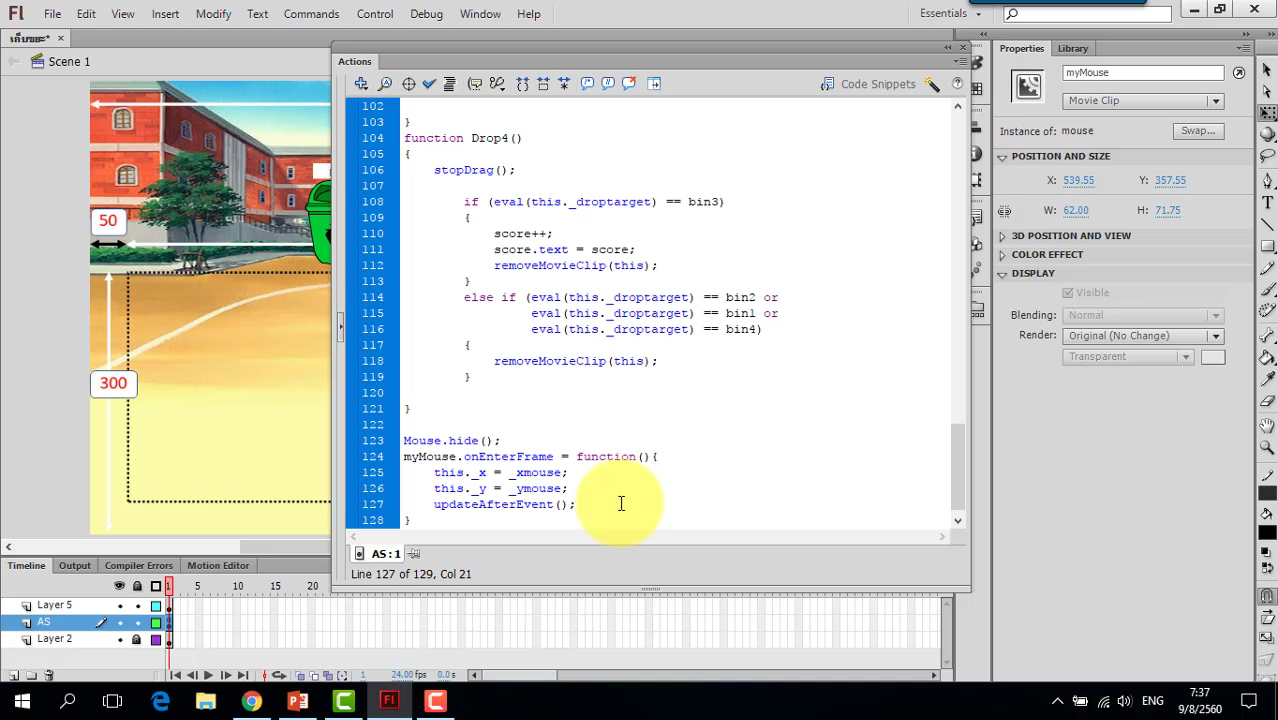 Fl File Edit View Insert Modify Text Commands Control Debug Window Help Essentials
เก็บขยะ*
Scene 1
50
300
Actions
Code Snippets
102
103 }
104 function Drop4()
105 {
106 stopDrag();
107
108 if (eval(this._droptarget) == bin3)
109 {
110 score++;
111 score.text = score;
112 removeMovieClip(this);
113 }
114 else if (eval(this._droptarget) == bin2 or
115 eval(this._droptarget) == bin1 or
116 eval(this._droptarget) == bin4)
117 {
118 removeMovieClip(this);
119 }
120
121 }
122
123 Mouse.hide();
124 myMouse.onEnterFrame = function(){
125 this._x = _xmouse;
126 this._y = _ymouse;
127 updateAfterEvent();
128 }
AS:1
Line 127 of 129, Col 21
Properties Library
myMouse
Movie Clip
Instance of: mouse Swap...
POSITION AND SIZE
X: 539.55 Y: 357.55
W: 62.00 H: 71.75
3D POSITION AND VIEW
COLOR EFFECT
DISPLAY
Visible
Blending: Normal
Render: Original (No Change)
Transparent
Timeline Output Compiler Errors Motion Editor
1 5 10 15 20
Layer 5
AS
Layer 2
1 24.00 fps 0.0 s
ENG
7:37
9/8/2560